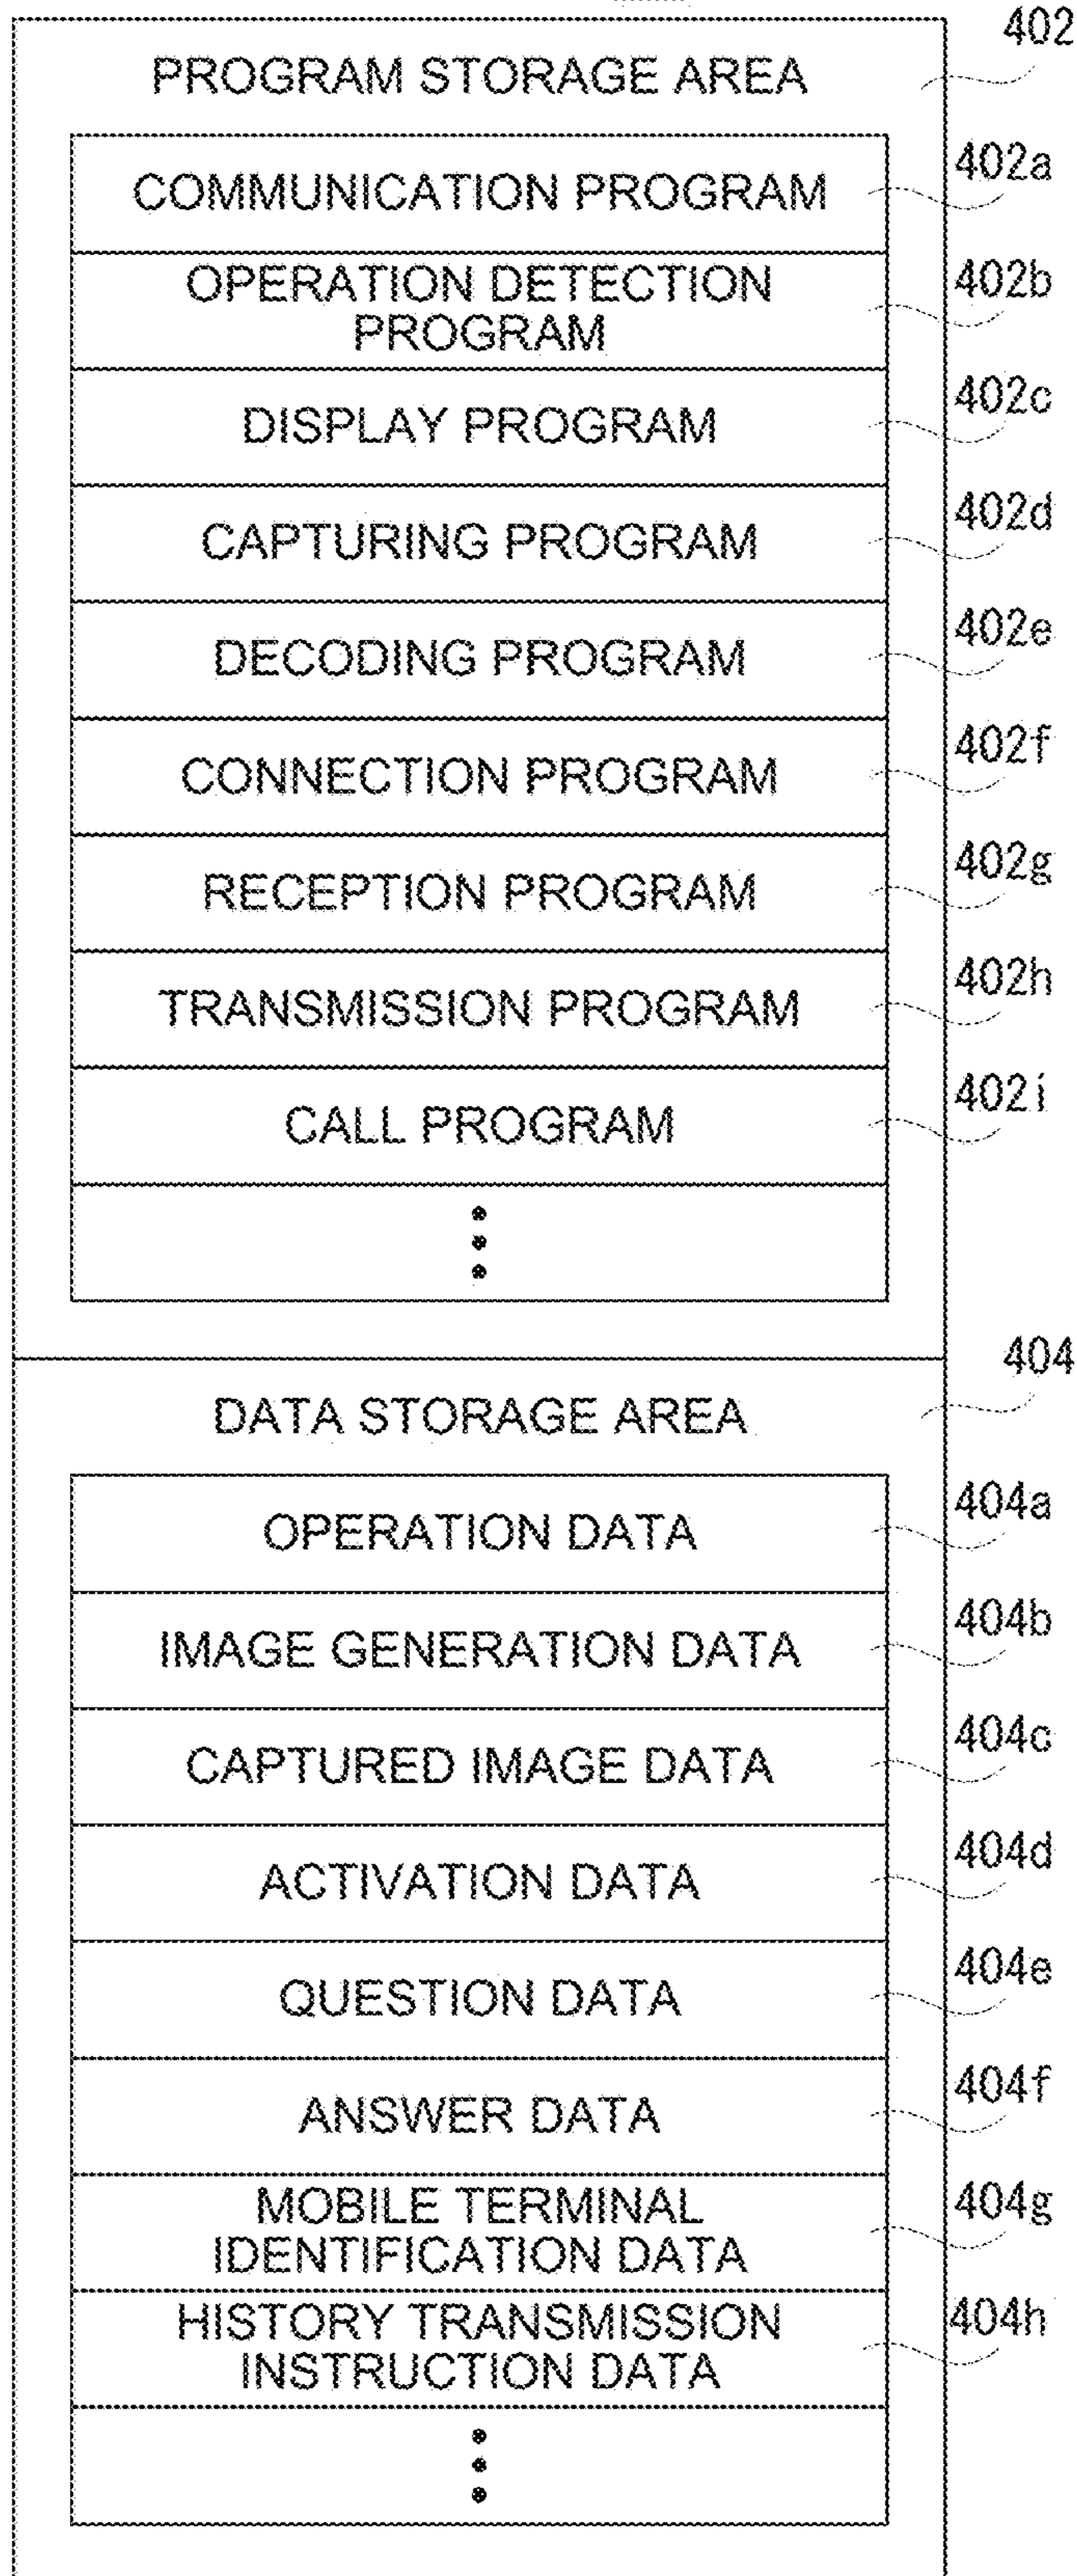 402
PROGRAM STORAGE AREA
402a
COMMUNICATION PROGRAM
402b
OPERATION DETECTION
PROGRAM
402c
DISPLAY PROGRAM
402d
CAPTURING PROGRAM
402e
DECODING PROGRAM
402f
CONNECTION PROGRAM
402g
RECEPTION PROGRAM
402h
TRANSMISSION PROGRAM
402i
CALL PROGRAM
404
DATA STORAGE AREA
404a
OPERATION DATA
404b
IMAGE GENERATION DATA
404c
CAPTURED IMAGE DATA
404d
ACTIVATION DATA
404e
QUESTION DATA
404f
ANSWER DATA
404g
MOBILE TERMINAL
IDENTIFICATION DATA
404h
HISTORY TRANSMISSION
INSTRUCTION DATA